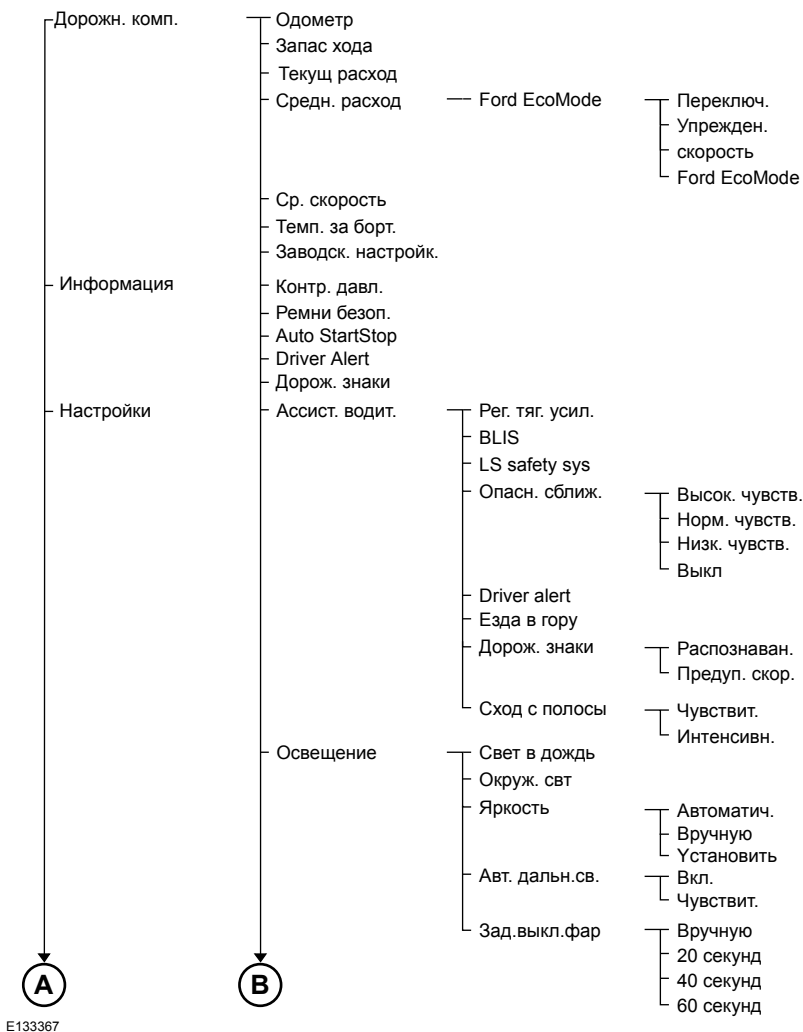 Дорожн. комп.
Одометр
Запас хода
Текущ расход
Средн. расход
Ford EcoMode
Переключ.
Упрежден.
скорость
Ford EcoMode
Ср. скорость
Темп. за борт.
Заводск. настройк.
Информация
Контр. давл.
Ремни безоп.
Auto StartStop
Driver Alert
Дорож. знаки
Настройки
Ассист. водит.
Рег. тяг. усил.
BLIS
LS safety sys
Опасн. сближ.
Высок. чувств.
Норм. чувств.
Низк. чувств.
Выкл
Driver alert
Езда в гору
Дорож. знаки
Распознаван.
Предуп. скор.
Сход с полосы
Чувствит.
Интенсивн.
Освещение
Свет в дождь
Окруж. свт
Яркость
Автоматич.
Вручную
Yстановить
Авт. дальн.св.
Вкл.
Чувствит.
Зад.выкл.фар
Вручную
20 секунд
40 секунд
60 секунд
A
B
E133367